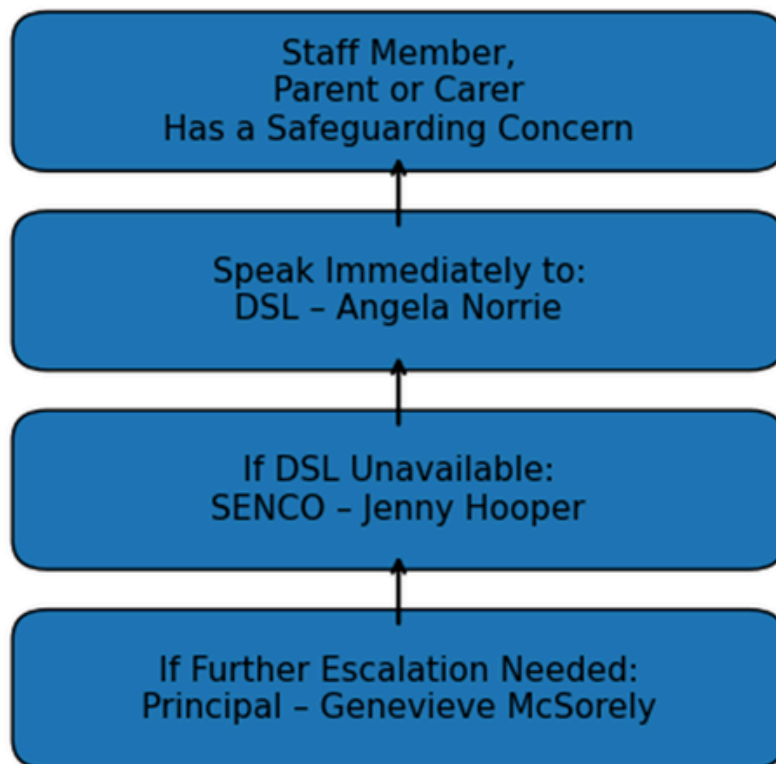 Staff Member,
Parent or Carer
Has a Safeguarding Concern
Speak Immediately to:
DSL – Angela Norrie
If DSL Unavailable:
SENCO – Jenny Hooper
If Further Escalation Needed:
Principal – Genevieve McSorely